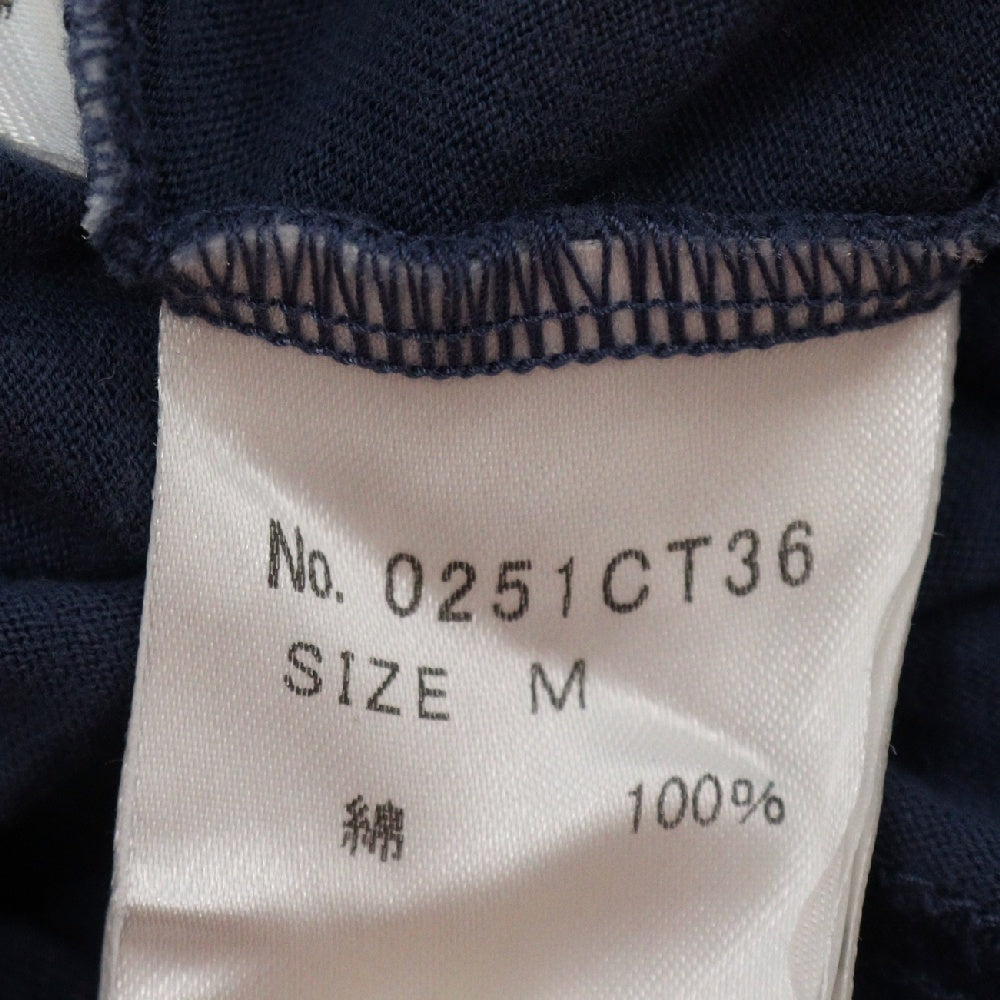 No. 0251CT36
SIZE M
綿 100%